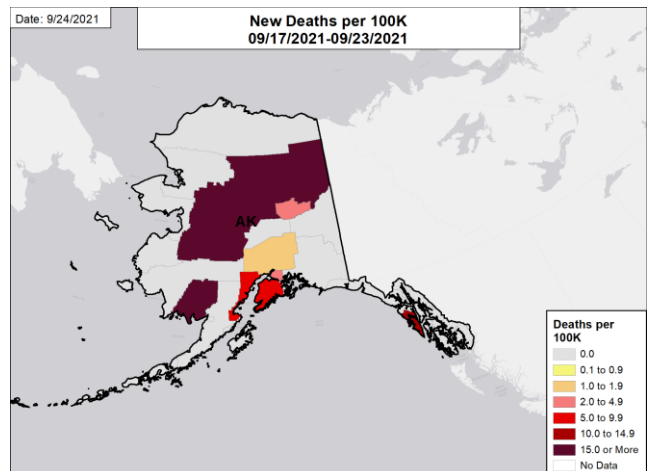 Date: 9/24/2021
New Deaths per 100K
09/17/2021-09/23/2021
AK
Deaths per
100K
0.0
0.1 to 0.9
1.0 to 1.9
2.0 to 4.9
5.0 to 9.9
10.0 to 14.9
15.0 or More
No Data